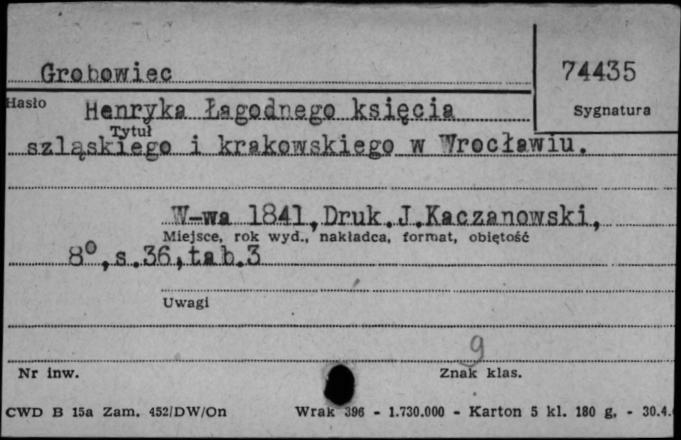 Grobowiec
74435
Hasło
Sygnatura
Henryka Łagodnego księcia
Tytuł
szląskiego i krakowskiego w Wrocławiu.
W-wa 1841, Druk. J. Kaczanowski,
Miejsce, rok wyd., nakładca, format, objętość
8°, s. 36, tab. 3
Uwagi
9
Nr inw.
Znak klas.
CWD B 15a Zam. 452/DW/On Wrak 396 - 1.730.000 - Karton 5 kl. 180 g. - 30.4.